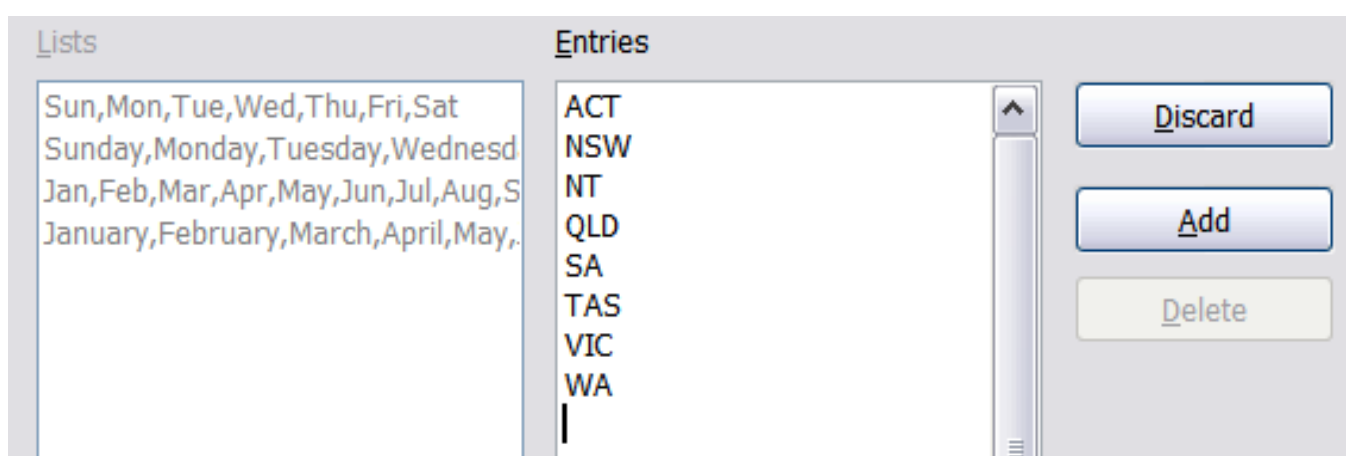 Lists
Entries
Sun,Mon,Tue,Wed,Thu,Fri,Sat
Sunday,Monday,Tuesday,Wednesd
Jan,Feb,Mar,Apr,May,Jun,Jul,Aug,S
January,February,March,April,May,.
ACT
NSW
NT
QLD
SA
TAS
VIC
WA
Discard
Add
Delete